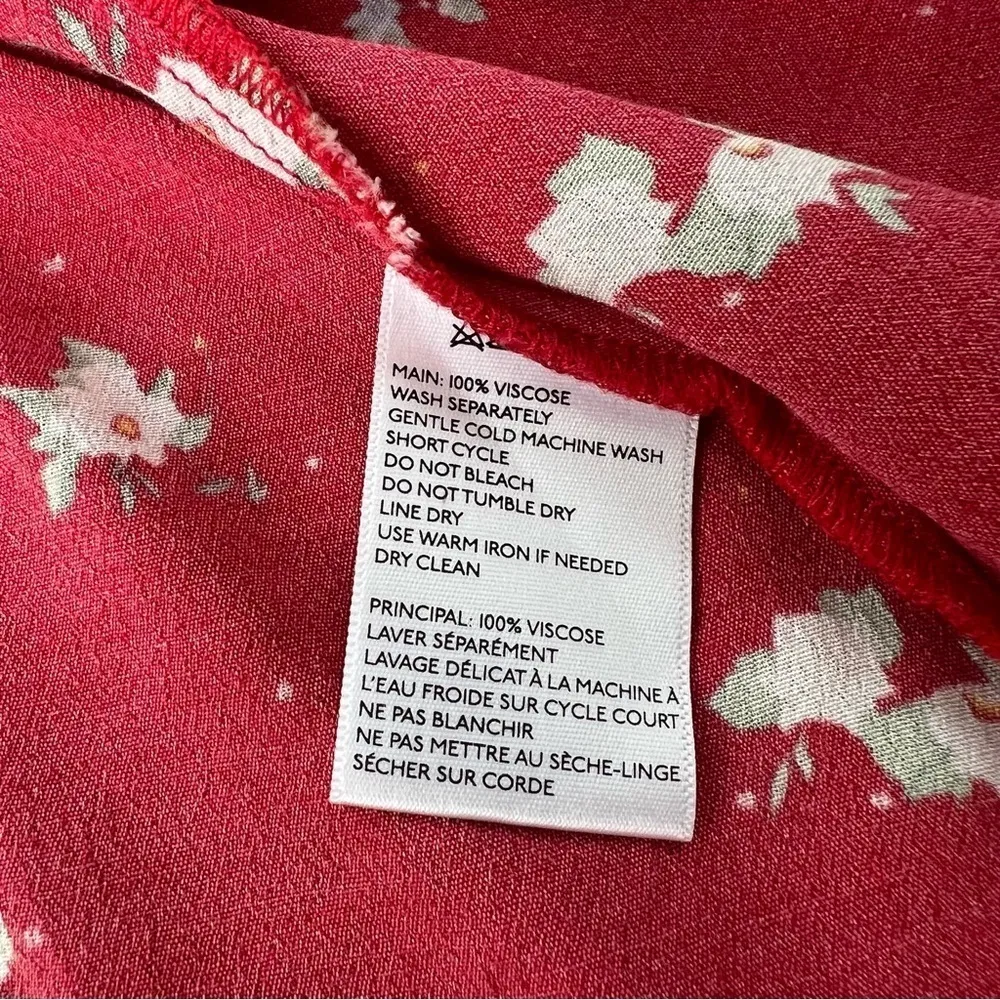 MAIN: 100% VISCOSE
WASH SEPARATELY
GENTLE COLD MACHINE WASH
SHORT CYCLE
DO NOT BLEACH
DO NOT TUMBLE DRY
LINE DRY
USE WARM IRON IF NEEDED
DRY CLEAN
PRINCIPAL: 100% VISCOSE
LAVER SÉPARÉMENT
LAVAGE DÉLICAT À LA MACHINE À
L'EAU FROIDE SUR CYCLE COURT
NE PAS BLANCHIR
NE PAS METTRE AU SÈCHE-LINGE
SÉCHER SUR CORDE